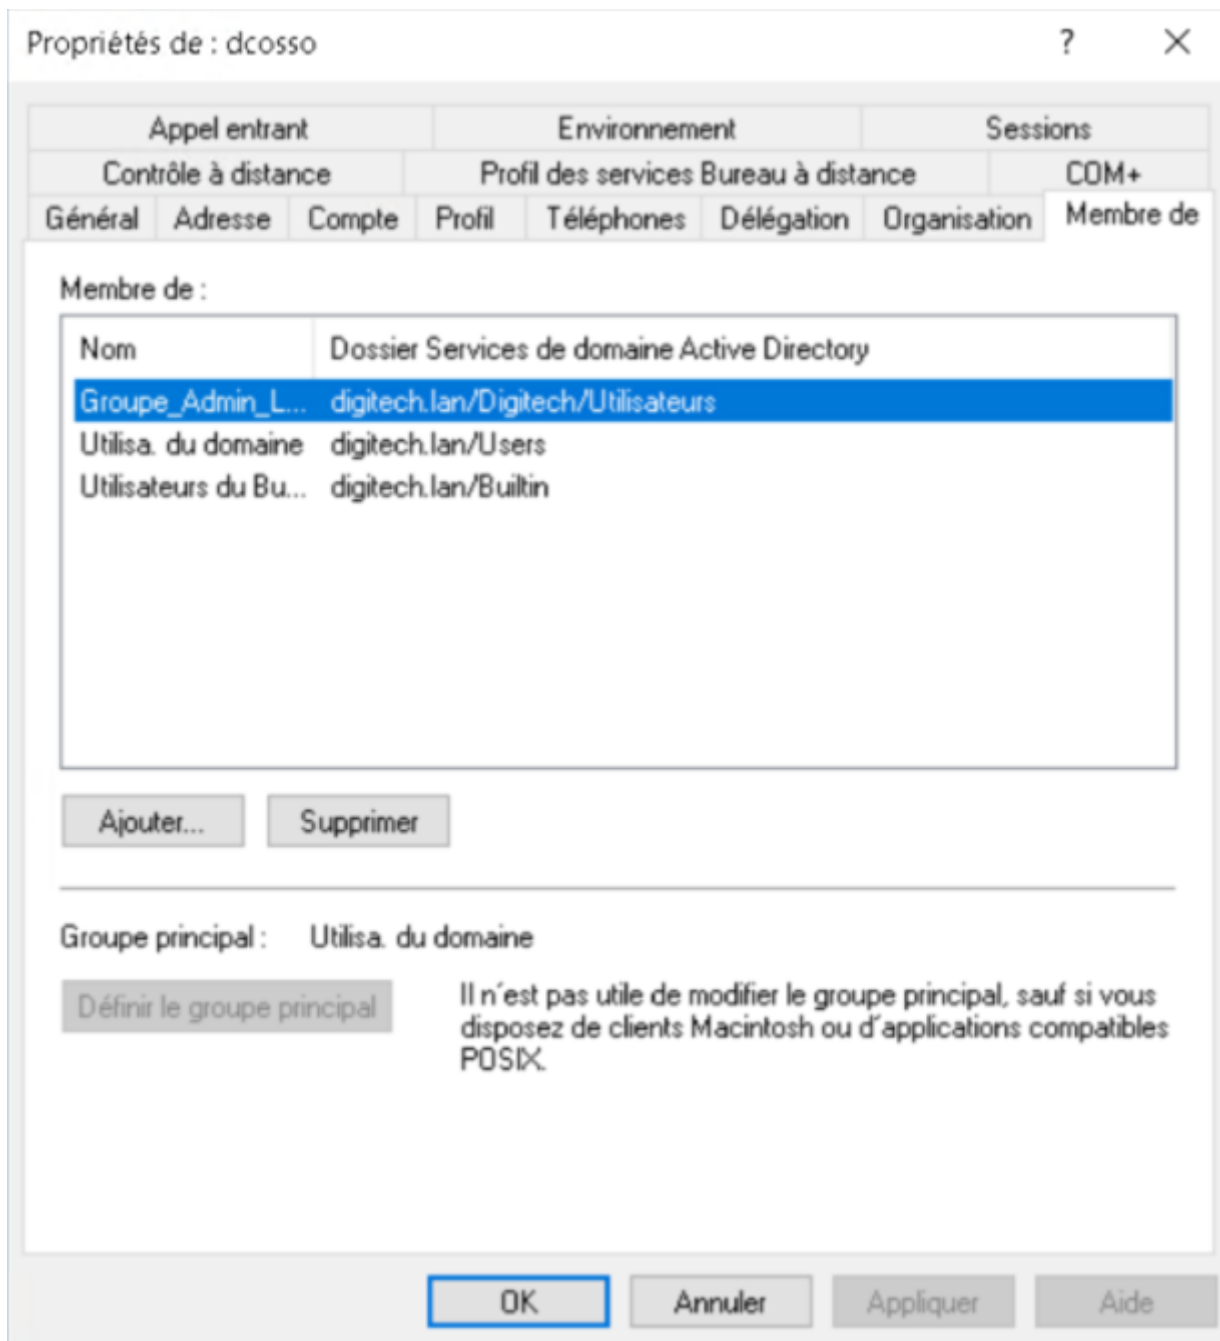 Propriétés de : dcosso ? ×
Appel entrant Environnement Sessions
Contrôle à distance Profil des services Bureau à distance COM+
Général Adresse Compte Profil Téléphones Délégation Organisation Membre de
Membre de :
Nom Dossier Services de domaine Active Directory
Groupe_Admin_L... digitech.lan/Digitech/Utilisateurs
Utilisa. du domaine digitech.lan/Users
Utilisateurs du Bu... digitech.lan/Builtin
Ajouter... Supprimer
Groupe principal : Utilisa. du domaine
Définir le groupe principal
Il n'est pas utile de modifier le groupe principal, sauf si vous
disposez de clients Macintosh ou d'applications compatibles
POSIX.
OK Annuler Appliquer Aide